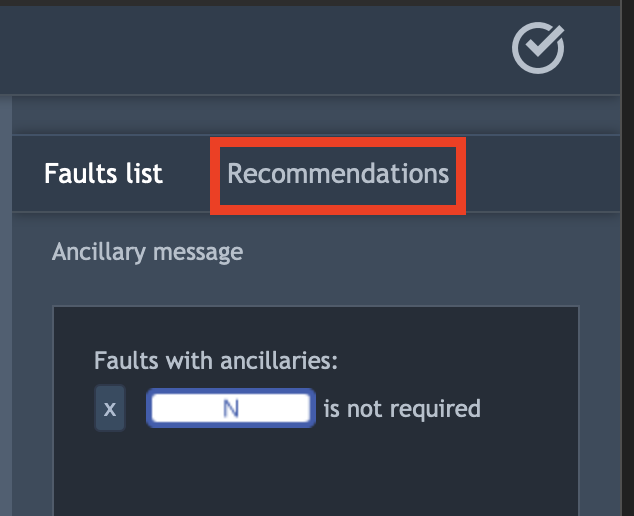 Faults list Recommendations
Ancillary message
Faults with ancillaries:
x N is not required